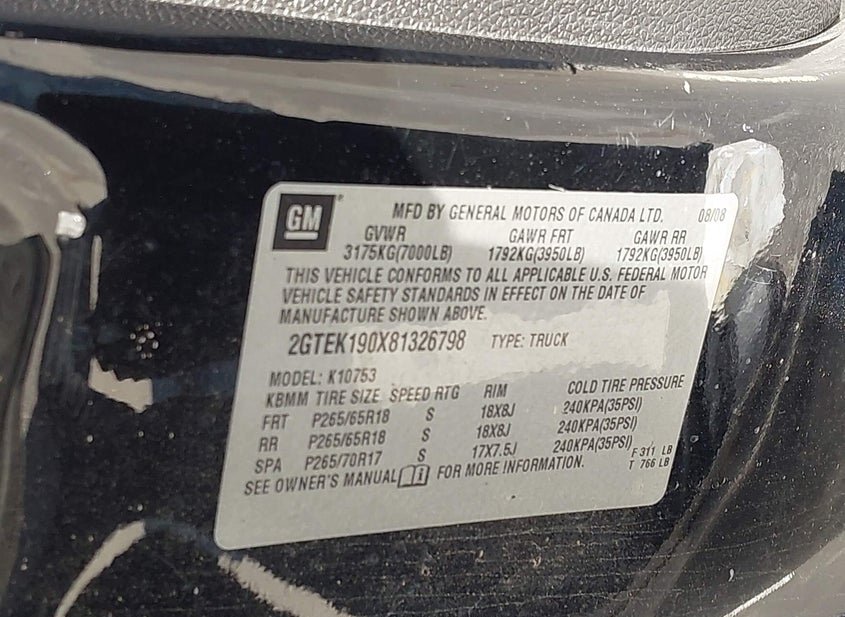 GM
MFD BY GENERAL MOTORS OF CANADA LTD. 08/08
GVWR GAWR FRT GAWR RR
3175KG(7000LB) 1792KG(3950LB) 1792KG(3950LB)
THIS VEHICLE CONFORMS TO ALL APPLICABLE U.S. FEDERAL MOTOR
VEHICLE SAFETY STANDARDS IN EFFECT ON THE DATE OF
MANUFACTURE SHOWN ABOVE.
2GTEK190X81326798 TYPE: TRUCK
MODEL: K10753
KBMM TIRE SIZE SPEED RTG RIM COLD TIRE PRESSURE
FRT P265/65R18 S 18X8J 240KPA(35PSI)
RR P265/65R18 S 18X8J 240KPA(35PSI)
SPA P265/70R17 S 17X7.5J 240KPA(35PSI)
F 311 LB
T 766 LB
SEE OWNER'S MANUAL FOR MORE INFORMATION.